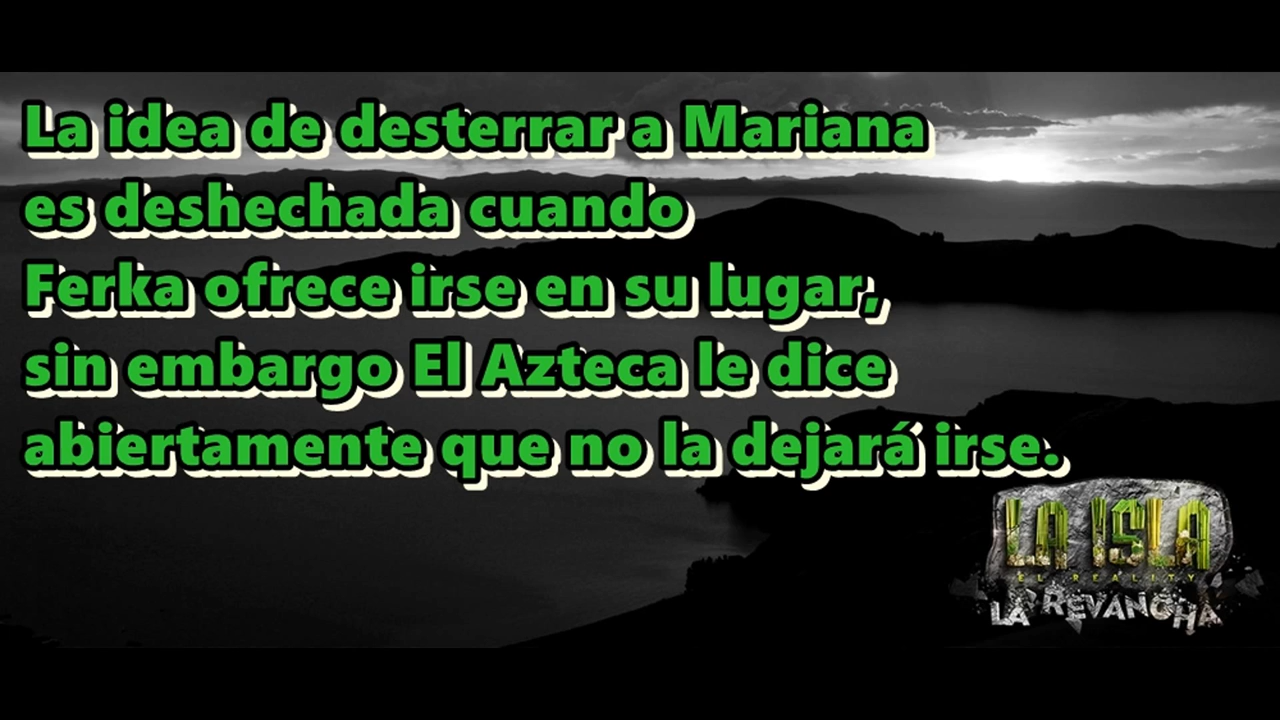 La idea de desterrar a Mariana
es deshechada cuando
Ferka ofrece irse en su lugar,
sin embargo El Azteca le dice
abiertamente que no la dejará irse.
LA ISLA
EL REALITY
LA REVANCHA